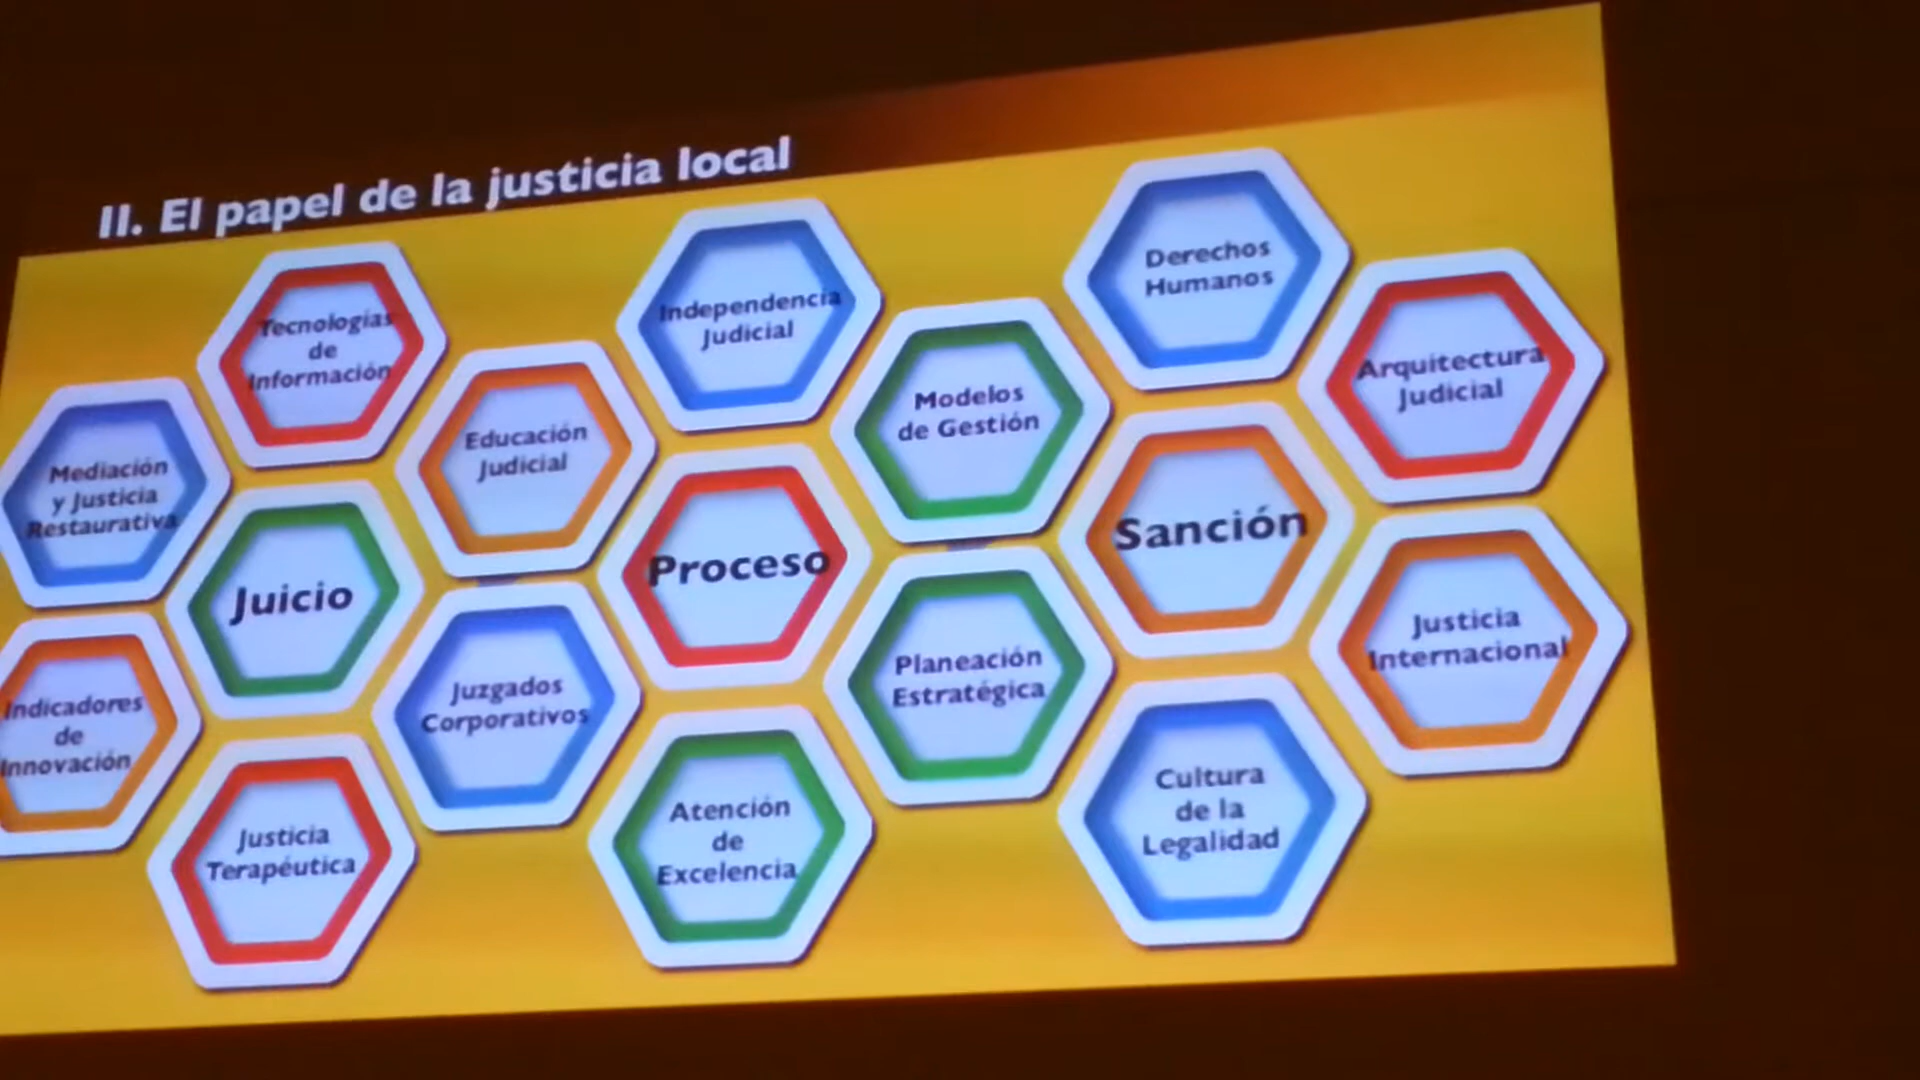 II. El papel de la justicia local
Tecnologías
de
Información
Independencia
Judicial
Derechos
Humanos
Mediación
y Justicia
Restaurativa
Educación
Judicial
Modelos
de Gestión
Arquitectura
Judicial
Juicio
Proceso
Sanción
Indicadores
de
Innovación
Juzgados
Corporativos
Planeación
Estratégica
Justicia
Internacional
Justicia
Terapéutica
Atención
de
Excelencia
Cultura
de la
Legalidad